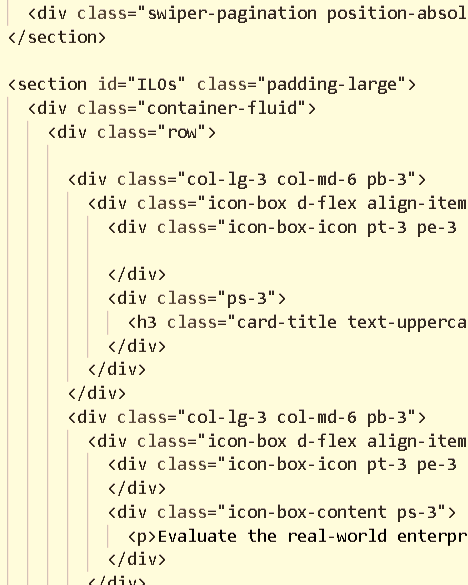 <div class="swiper-pagination position-absol
</section>
<section id="ILOs" class="padding-large">
<div class="container-fluid">
<div class="row">
<div class="col-lg-3 col-md-6 pb-3">
<div class="icon-box d-flex align-item
<div class="icon-box-icon pt-3 pe-3
</div>
<div class="ps-3">
<h3 class="card-title text-upperca
</div>
</div>
</div>
<div class="col-lg-3 col-md-6 pb-3">
<div class="icon-box d-flex align-item
<div class="icon-box-icon pt-3 pe-3
</div>
<div class="icon-box-content ps-3">
<p>Evaluate the real-world enterpr
</div>
</div>